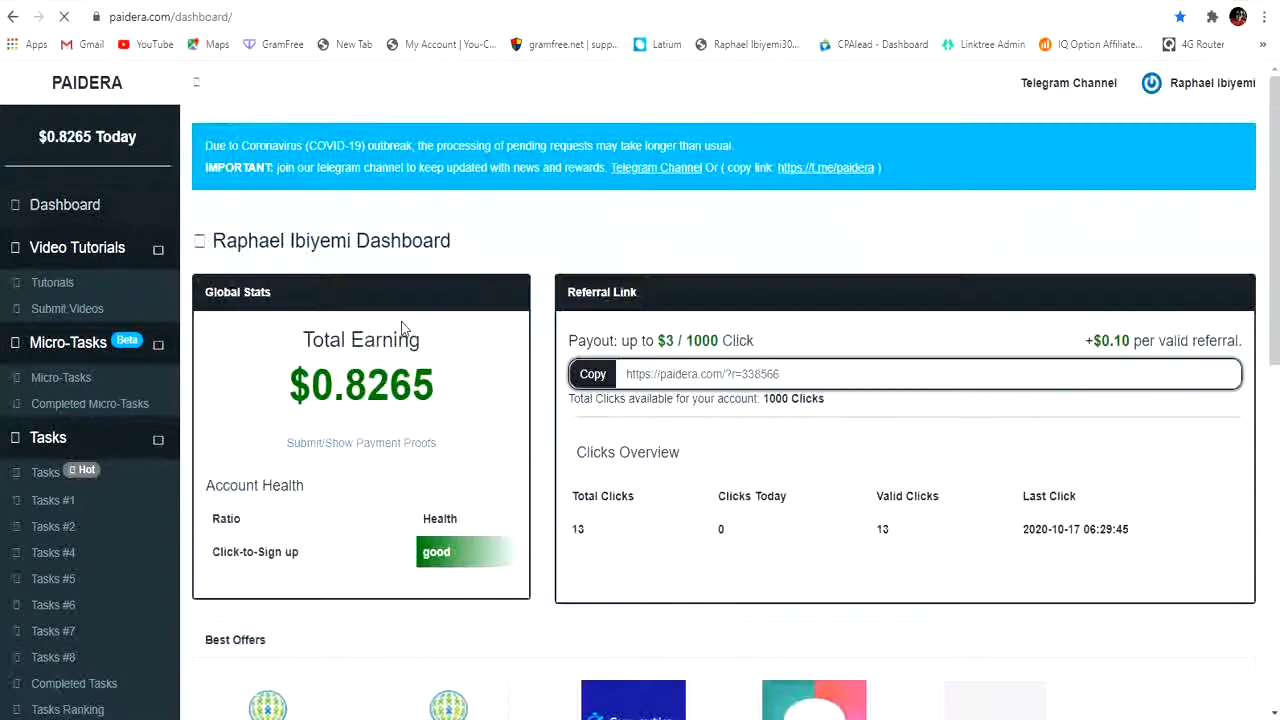 paidera.com/dashboard/
Apps Gmail YouTube Maps GramFree New Tab My Account | You-C... gramfree.net | supp... Latium Raphael Ibiyemi30... CPAlead - Dashboard Linktree Admin IQ Option Affiliate... 4G Router »
PAIDERA
Telegram Channel Raphael Ibiyemi
$0.8265 Today
Due to Coronavirus (COVID-19) outbreak, the processing of pending requests may take longer than usual.
IMPORTANT: join our telegram channel to keep updated with news and rewards. Telegram Channel Or ( copy link: https://t.me/paidera )
Dashboard
Video Tutorials
Tutorials
Submit Videos
Micro-Tasks Beta
Micro-Tasks
Completed Micro-Tasks
Tasks
Tasks Hot
Tasks #1
Tasks #2
Tasks #4
Tasks #5
Tasks #6
Tasks #7
Tasks #8
Completed Tasks
Tasks Ranking
Raphael Ibiyemi Dashboard
Global Stats
Total Earning
$0.8265
Submit/Show Payment Proofs
Account Health
Ratio Health
Click-to-Sign up good
Referral Link
Payout: up to $3 / 1000 Click +$0.10 per valid referral.
Copy https://paidera.com/?r=338566
Total Clicks available for your account: 1000 Clicks
Clicks Overview
Total Clicks Clicks Today Valid Clicks Last Click
13 0 13 2020-10-17 06:29:45
Best Offers